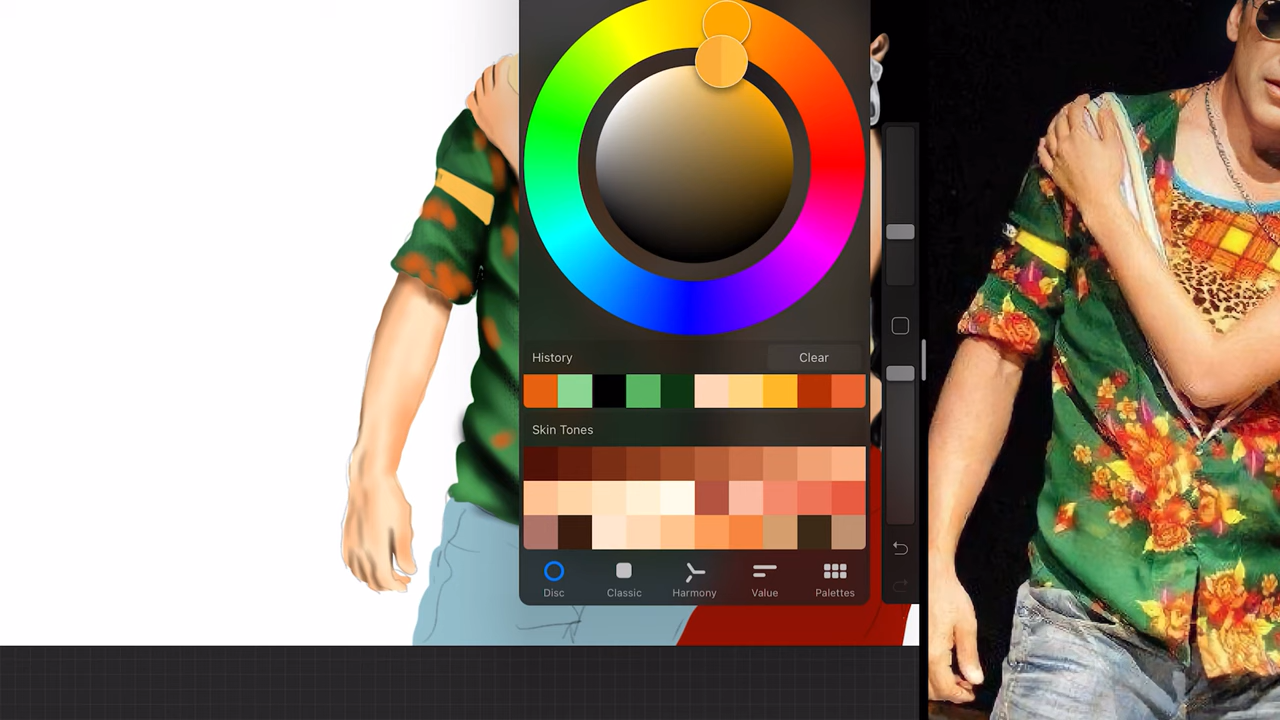 History
Clear
Skin Tones
Disc
Classic
Harmony
Value
Palettes